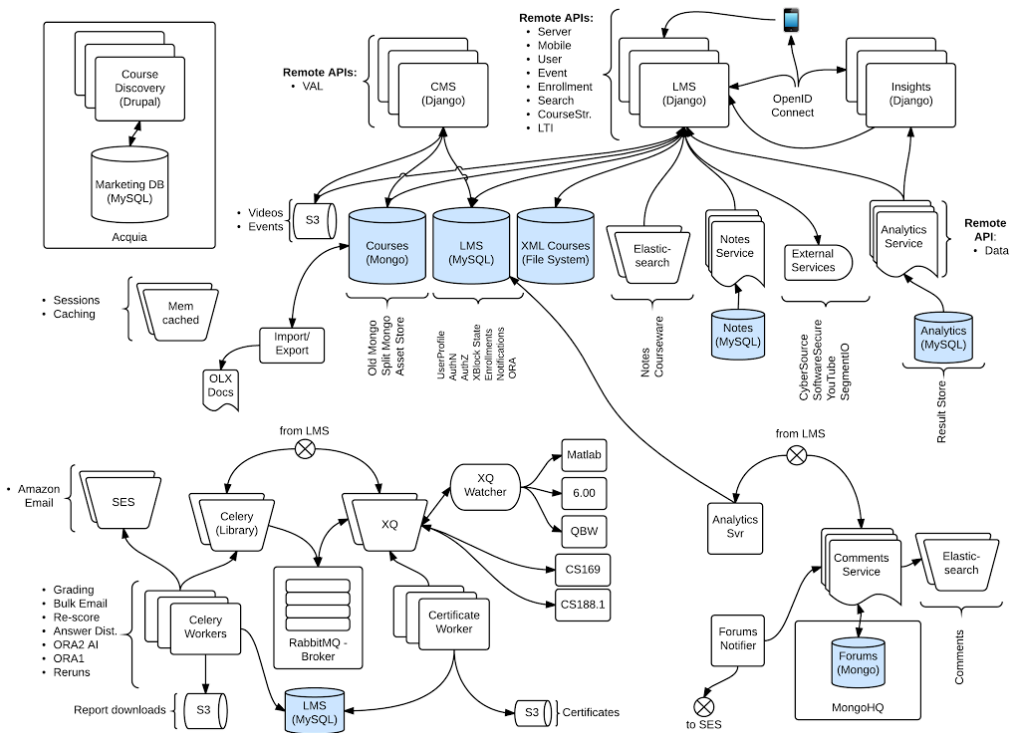 Course
Discovery
(Drupal)
Marketing DB
(MySQL)
Acquia
Remote APIs:
• VAL
CMS
(Django)
Remote APIs:
• Server
• Mobile
• User
• Event
• Enrollment
• Search
• CourseStr.
• LTI
LMS
(Django)
OpenID
Connect
Insights
(Django)
• Videos
• Events
S3
Courses
(Mongo)
LMS
(MySQL)
XML Courses
(File System)
Elastic-
search
Notes
Service
External
Services
Analytics
Service
Remote
API:
• Data
• Sessions
• Caching
Mem
cached
Import/
Export
OLX
Docs
Old Mongo
Split Mongo
Asset Store
UserProfile
AuthN
AuthZ
XBlock State
Enrollments
Notifications
ORA
Notes
Courseware
Notes
(MySQL)
CyberSource
SoftwareSecure
YouTube
SegmentIO
Analytics
(MySQL)
Result Store
from LMS
• Amazon
Email
SES
Celery
(Library)
XQ
XQ
Watcher
Matlab
6.00
QBW
CS169
CS188.1
• Grading
• Bulk Email
• Re-score
• Answer Dist.
• ORA2 AI
• ORA1
• Reruns
Celery
Workers
RabbitMQ -
Broker
Certificate
Worker
Report downloads
S3
LMS
(MySQL)
S3
Certificates
from LMS
Analytics
Svr
Comments
Service
Elastic-
search
Comments
Forums
Notifier
to SES
Forums
(Mongo)
MongoHQ